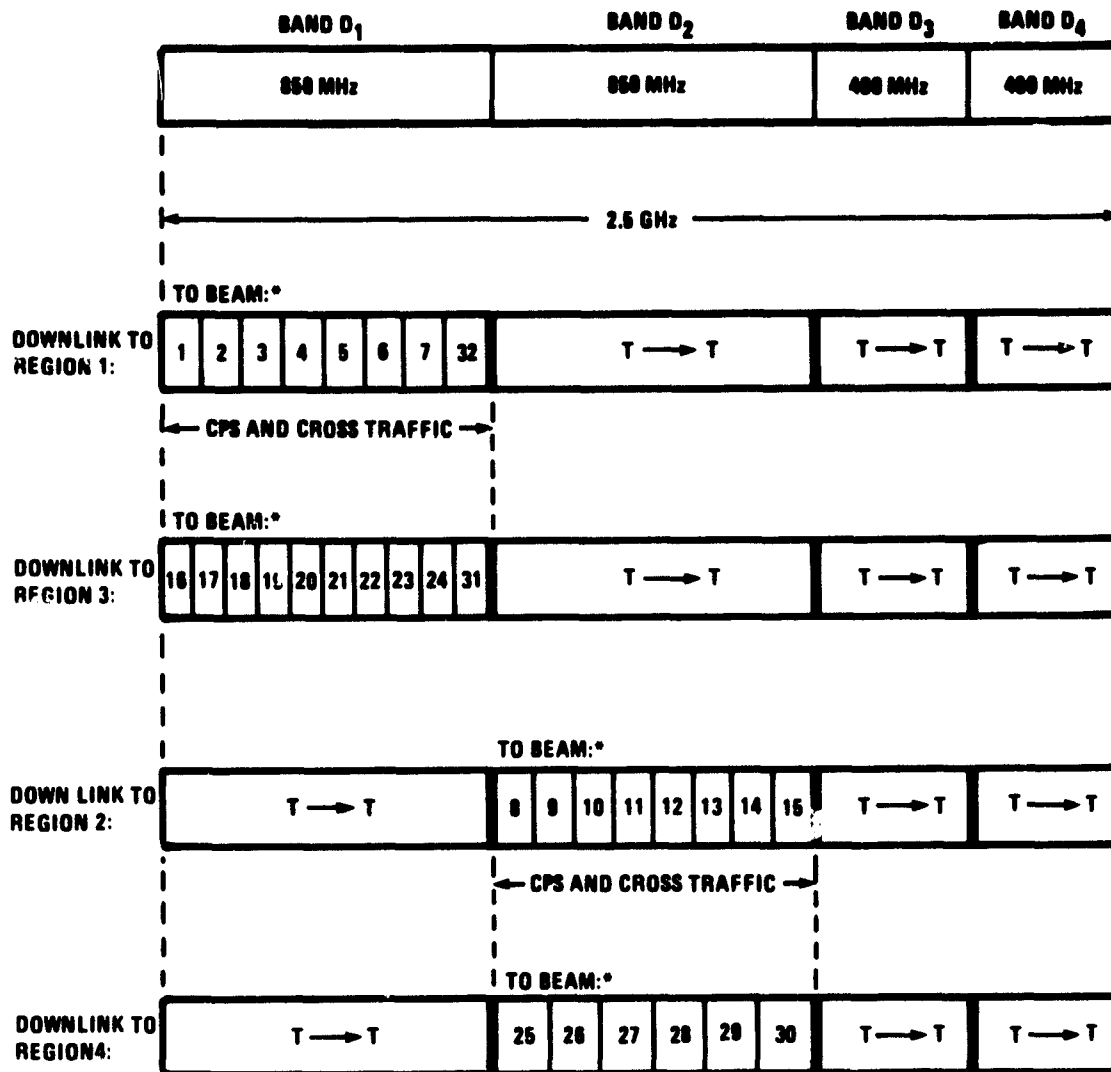 BAND D1 BAND D2 BAND D3 BAND D4
850 MHz 850 MHz 400 MHz 400 MHz
2.5 GHz
TO BEAM:*
DOWNLINK TO REGION 1:
1 2 3 4 5 6 7 32 T → T T → T T → T
CPS AND CROSS TRAFFIC
TO BEAM:*
DOWNLINK TO REGION 3:
16 17 18 19 20 21 22 23 24 31 T → T T → T T → T
TO BEAM:*
DOWN LINK TO REGION 2:
T → T 8 9 10 11 12 13 14 15 T → T T → T
CPS AND CROSS TRAFFIC
TO BEAM:*
DOWNLINK TO REGION4:
T → T 25 26 27 28 29 30 T → T T → T